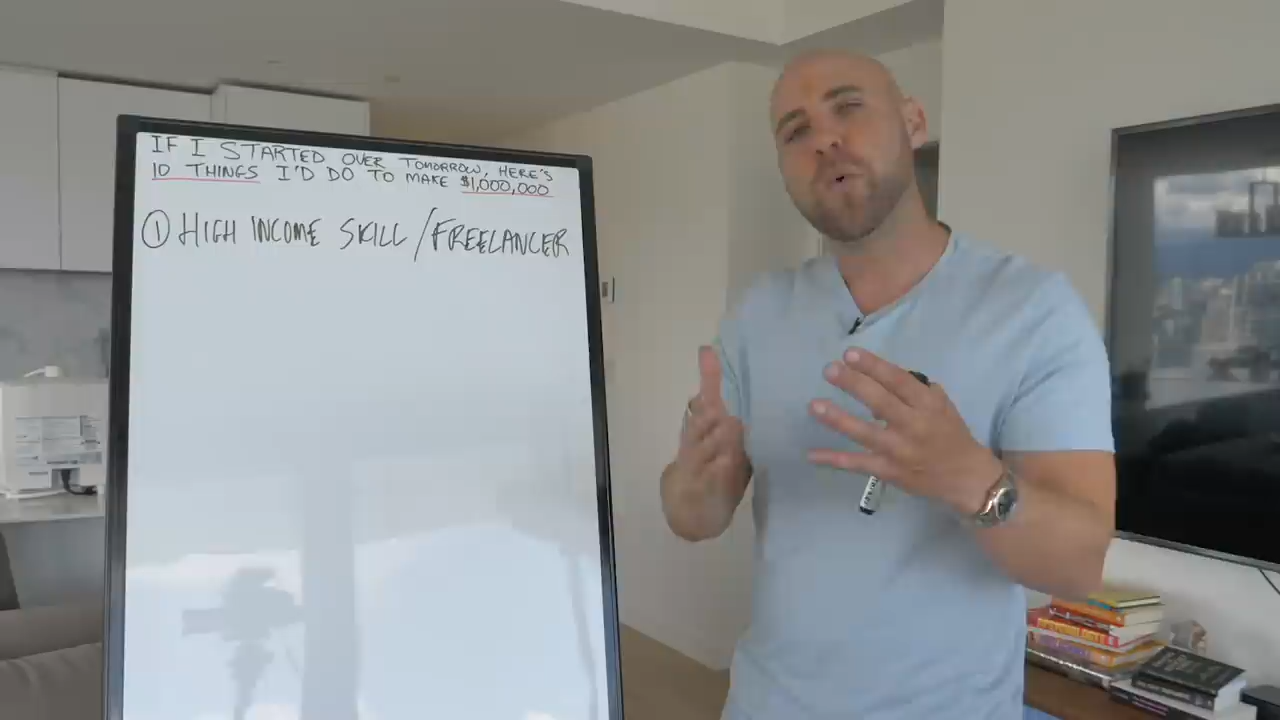 IF I STARTED OVER TOMORROW, HERE'S
10 THINGS I'D DO TO MAKE $1,000,000
① HIGH INCOME SKILL/FREELANCER